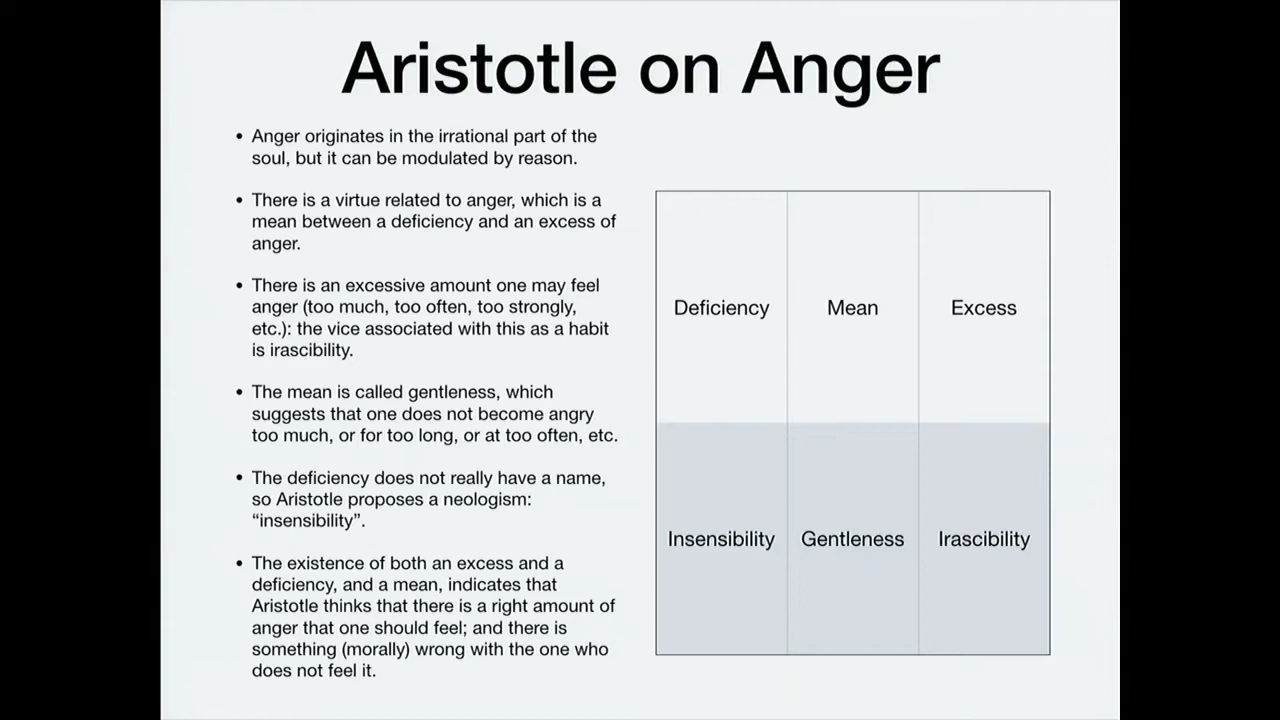 Aristotle on Anger
• Anger originates in the irrational part of the
soul, but it can be modulated by reason.
• There is a virtue related to anger, which is a
mean between a deficiency and an excess of
anger.
• There is an excessive amount one may feel
anger (too much, too often, too strongly,
etc.): the vice associated with this as a habit
is irascibility.
• The mean is called gentleness, which
suggests that one does not become angry
too much, or for too long, or at too often, etc.
• The deficiency does not really have a name,
so Aristotle proposes a neologism:
“insensibility”.
• The existence of both an excess and a
deficiency, and a mean, indicates that
Aristotle thinks that there is a right amount of
anger that one should feel; and there is
something (morally) wrong with the one who
does not feel it.
Deficiency Mean Excess
Insensibility Gentleness Irascibility